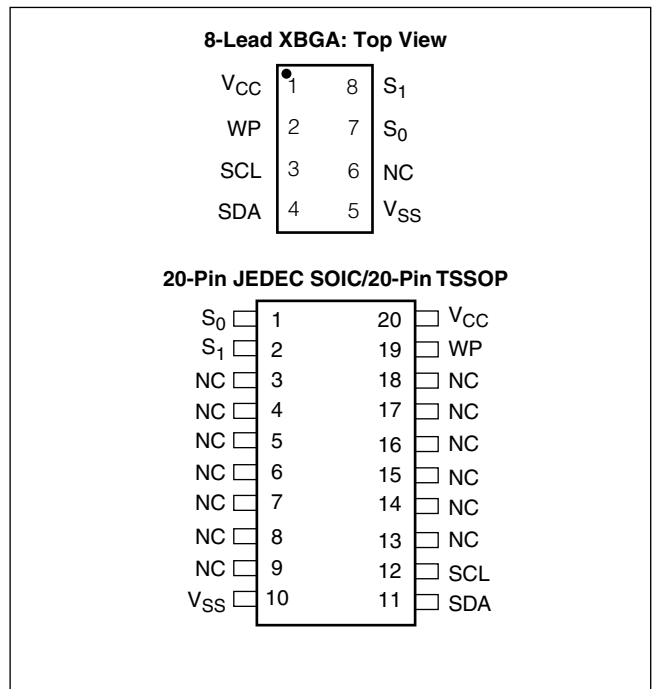 8-Lead XBGA: Top View
VCC 1 8 S1
WP 2 7 S0
SCL 3 6 NC
SDA 4 5 VSS
20-Pin JEDEC SOIC/20-Pin TSSOP
S0 1 20 VCC
S1 2 19 WP
NC 3 18 NC
NC 4 17 NC
NC 5 16 NC
NC 6 15 NC
NC 7 14 NC
NC 8 13 NC
NC 9 12 SCL
VSS 10 11 SDA